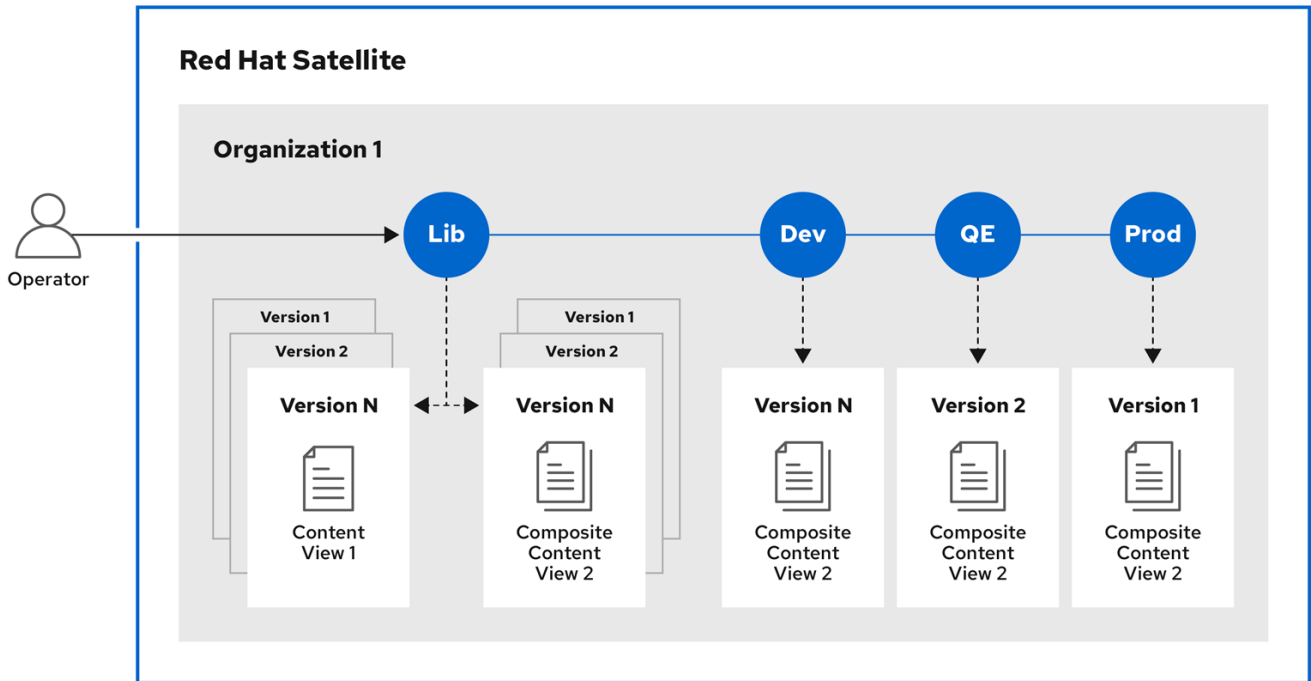 Red Hat Satellite
Organization 1
Operator
Lib
Dev
QE
Prod
Version 1
Version 2
Version N
Content
View 1
Version 1
Version 2
Version N
Composite
Content
View 2
Version N
Composite
Content
View 2
Version 2
Composite
Content
View 2
Version 1
Composite
Content
View 2